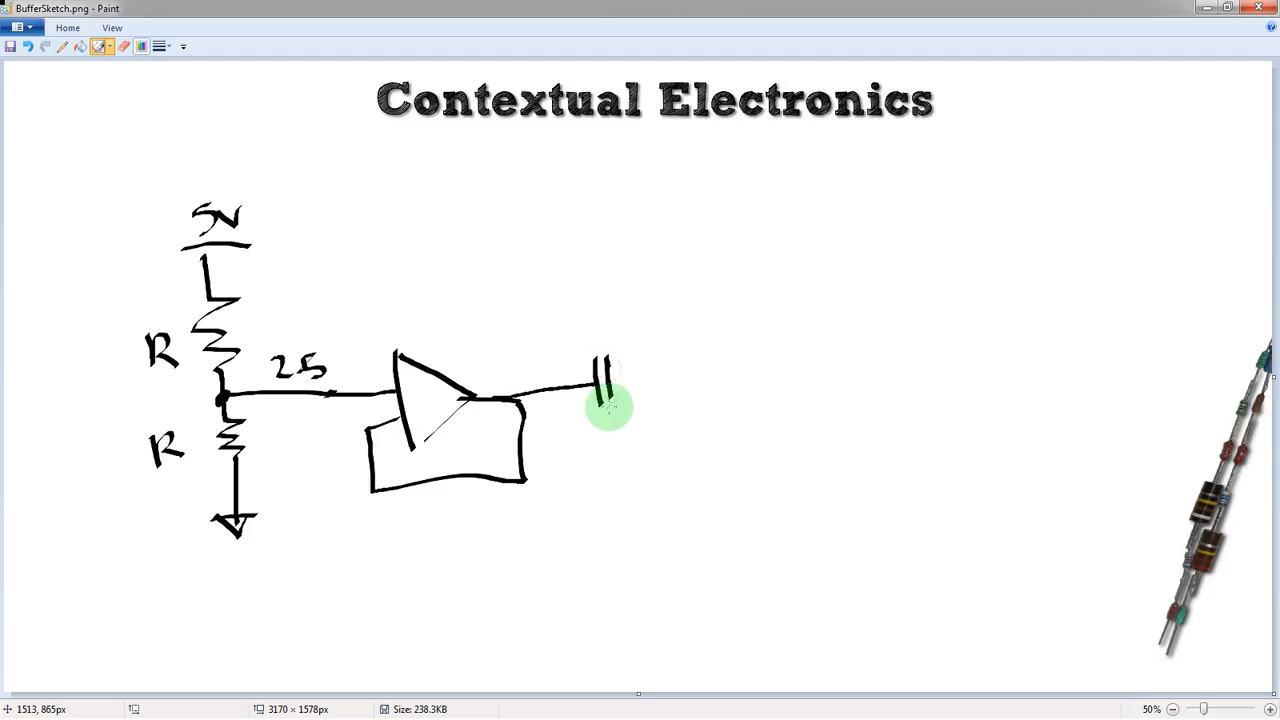 BufferSketch.png - Paint
Home View
Contextual Electronics
5V
R
2.5
R
1513, 865px
3170 × 1578px
Size: 238.3KB
50%